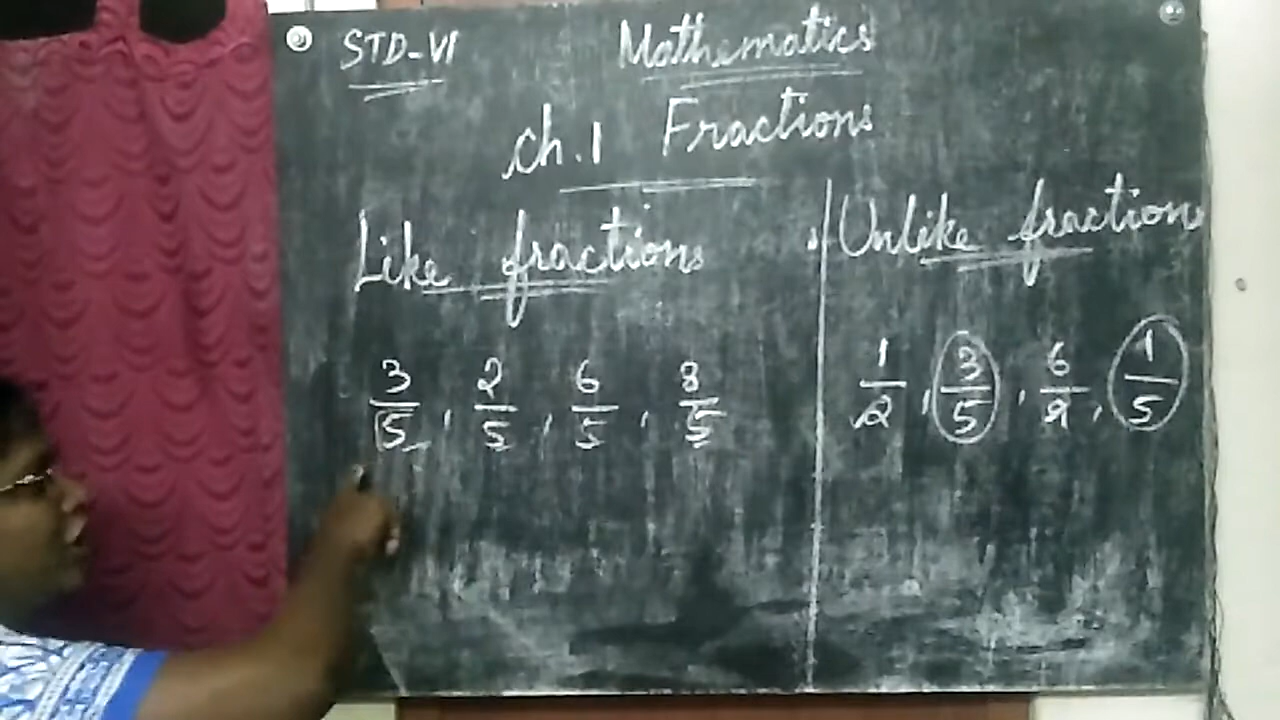 STD-VI
Mathematics
Ch.1 Fractions
Like fractions
3/5, 2/5, 6/5, 8/5
Unlike fractions
1/2, 3/5, 6/2, 1/5